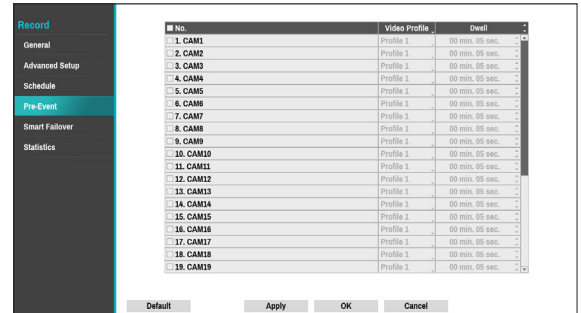 Record
General
Advanced Setup
Schedule
Pre-Event
Smart Failover
Statistics
No. Video Profile Dwell
1. CAM1 Profile 1 00 min. 05 sec.
2. CAM2 Profile 1 00 min. 05 sec.
3. CAM3 Profile 1 00 min. 05 sec.
4. CAM4 Profile 1 00 min. 05 sec.
5. CAM5 Profile 1 00 min. 05 sec.
6. CAM6 Profile 1 00 min. 05 sec.
7. CAM7 Profile 1 00 min. 05 sec.
8. CAM8 Profile 1 00 min. 05 sec.
9. CAM9 Profile 1 00 min. 05 sec.
10. CAM10 Profile 1 00 min. 05 sec.
11. CAM11 Profile 1 00 min. 05 sec.
12. CAM12 Profile 1 00 min. 05 sec.
13. CAM13 Profile 1 00 min. 05 sec.
14. CAM14 Profile 1 00 min. 05 sec.
15. CAM15 Profile 1 00 min. 05 sec.
16. CAM16 Profile 1 00 min. 05 sec.
17. CAM17 Profile 1 00 min. 05 sec.
18. CAM18 Profile 1 00 min. 05 sec.
19. CAM19 Profile 1 00 min. 05 sec.
Default Apply OK Cancel